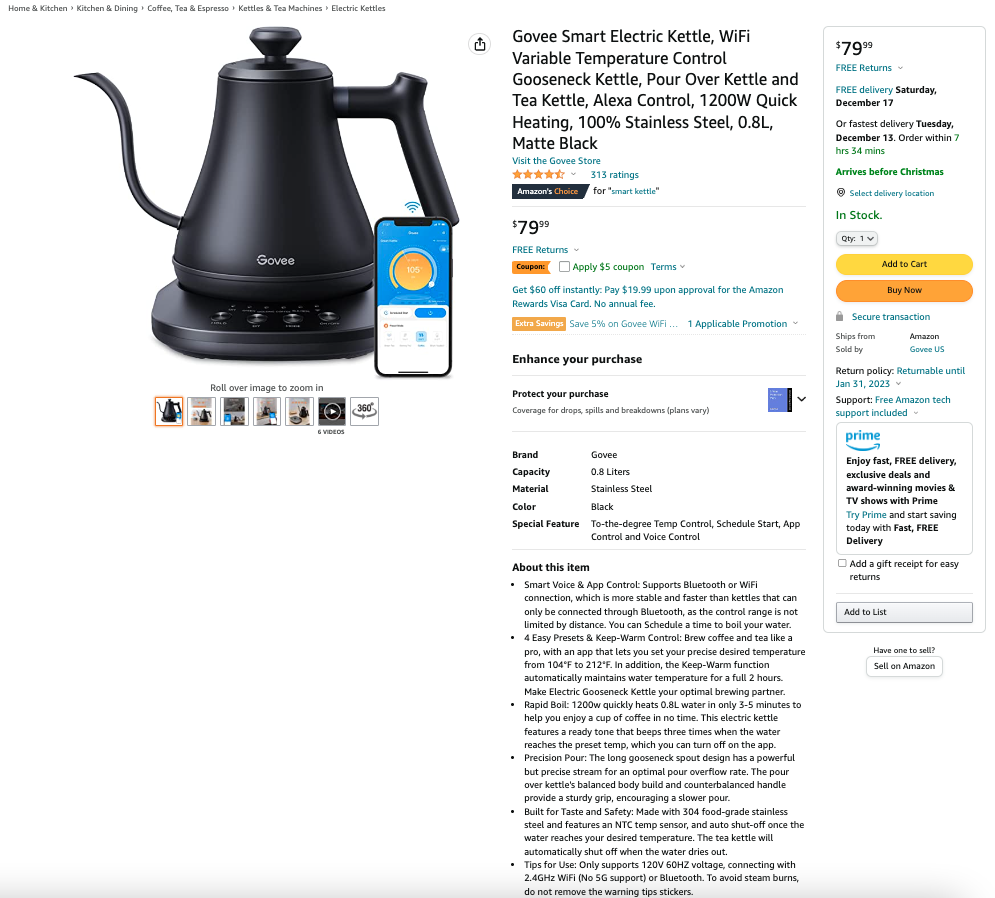 Home & Kitchen › Kitchen & Dining › Coffee, Tea & Espresso › Kettles & Tea Machines › Electric Kettles
Govee
105°
Roll over image to zoom in
360°
6 VIDEOS
Govee Smart Electric Kettle, WiFi
Variable Temperature Control
Gooseneck Kettle, Pour Over Kettle and
Tea Kettle, Alexa Control, 1200W Quick
Heating, 100% Stainless Steel, 0.8L,
Matte Black
Visit the Govee Store
313 ratings
Amazon's Choice for "smart kettle"
$79.99
FREE Returns
Coupon: Apply $5 coupon Terms
Get $60 off instantly: Pay $19.99 upon approval for the Amazon
Rewards Visa Card. No annual fee.
Extra Savings Save 5% on Govee WiFi ... 1 Applicable Promotion
Enhance your purchase
Protect your purchase
Coverage for drops, spills and breakdowns (plans vary)
Brand Govee
Capacity 0.8 Liters
Material Stainless Steel
Color Black
Special Feature To-the-degree Temp Control, Schedule Start, App
Control and Voice Control
About this item
• Smart Voice & App Control: Supports Bluetooth or WiFi
connection, which is more stable and faster than kettles that can
only be connected through Bluetooth, as the control range is not
limited by distance. You can Schedule a time to boil your water.
• 4 Easy Presets & Keep-Warm Control: Brew coffee and tea like a
pro, with an app that lets you set your precise desired temperature
from 104°F to 212°F. In addition, the Keep-Warm function
automatically maintains water temperature for a full 2 hours.
Make Electric Gooseneck Kettle your optimal brewing partner.
• Rapid Boil: 1200w quickly heats 0.8L water in only 3-5 minutes to
help you enjoy a cup of coffee in no time. This electric kettle
features a ready tone that beeps three times when the water
reaches the preset temp, which you can turn off on the app.
• Precision Pour: The long gooseneck spout design has a powerful
but precise stream for an optimal pour overflow rate. The pour
over kettle's balanced body build and counterbalanced handle
provide a sturdy grip, encouraging a slower pour.
• Built for Taste and Safety: Made with 304 food-grade stainless
steel and features an NTC temp sensor, and auto shut-off once the
water reaches your desired temperature. The tea kettle will
automatically shut off when the water dries out.
• Tips for Use: Only supports 120V 60HZ voltage, connecting with
2.4GHz WiFi (No 5G support) or Bluetooth. To avoid steam burns,
do not remove the warning tips stickers.
$79.99
FREE Returns
FREE delivery Saturday,
December 17
Or fastest delivery Tuesday,
December 13. Order within 7
hrs 34 mins
Arrives before Christmas
Select delivery location
In Stock.
Qty: 1
Add to Cart
Buy Now
Secure transaction
Ships from Amazon
Sold by Govee US
Return policy: Returnable until
Jan 31, 2023
Support: Free Amazon tech
support included
prime
Enjoy fast, FREE delivery,
exclusive deals and
award-winning movies &
TV shows with Prime
Try Prime and start saving
today with Fast, FREE
Delivery
Add a gift receipt for easy
returns
Add to List
Have one to sell?
Sell on Amazon